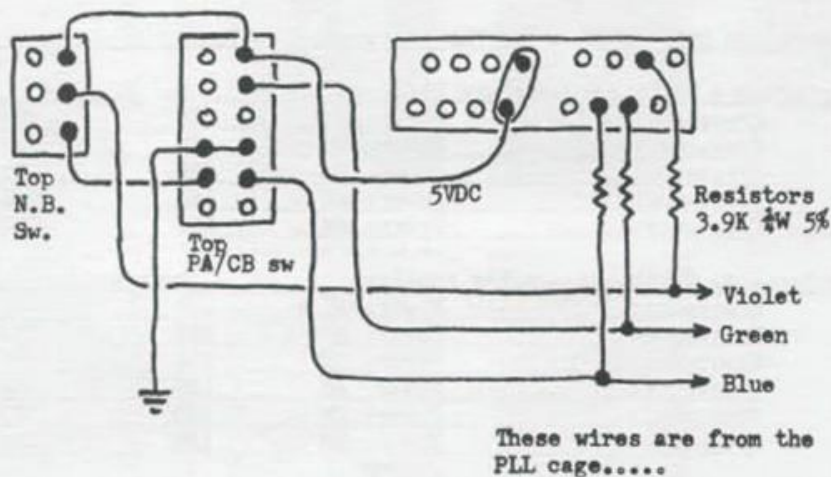 Top
N.B.
Sw.
Top
PA/CB sw
5VDC
Resistors
3.9K ¼W 5%
Violet
Green
Blue
These wires are from the
PLL cage.....